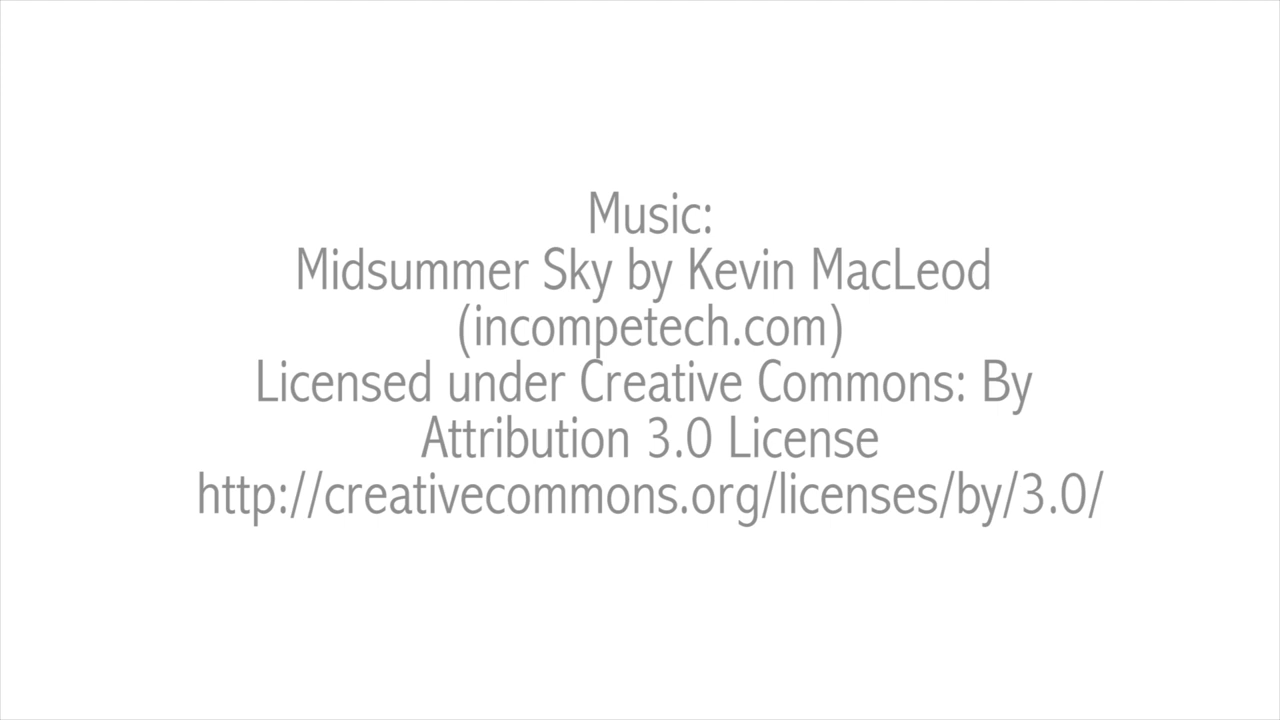 Music:
Midsummer Sky by Kevin MacLeod
(incompetech.com)
Licensed under Creative Commons: By
Attribution 3.0 License
http://creativecommons.org/licenses/by/3.0/